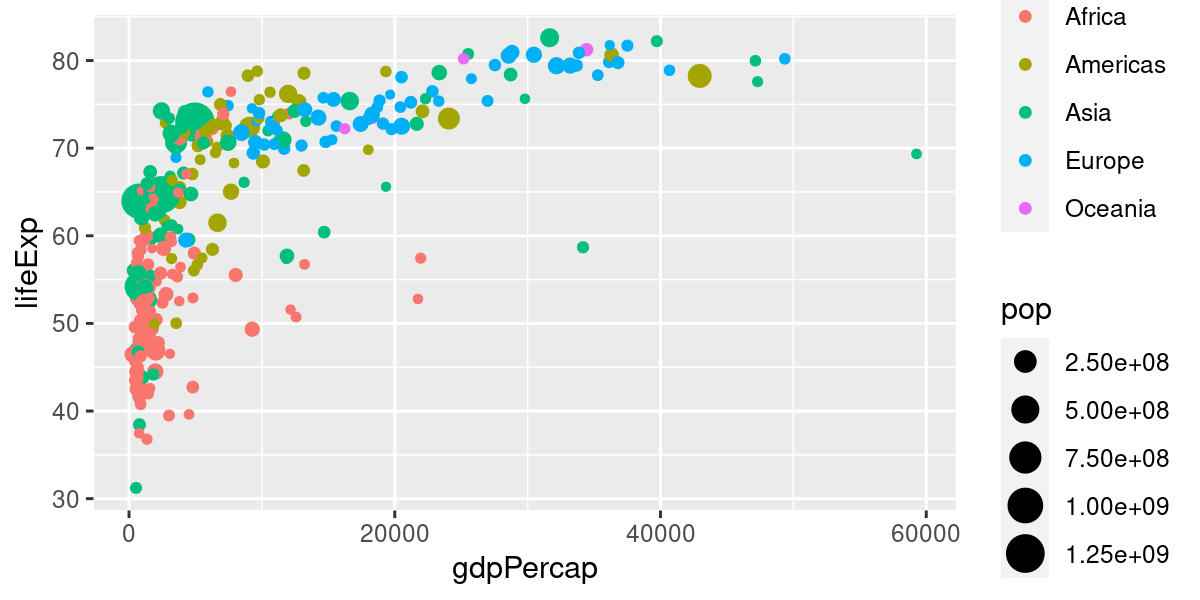 80
70
60
50
40
30
lifeExp
0
20000
40000
60000
gdpPercap
Africa
Americas
Asia
Europe
Oceania
pop
2.50e+08
5.00e+08
7.50e+08
1.00e+09
1.25e+09